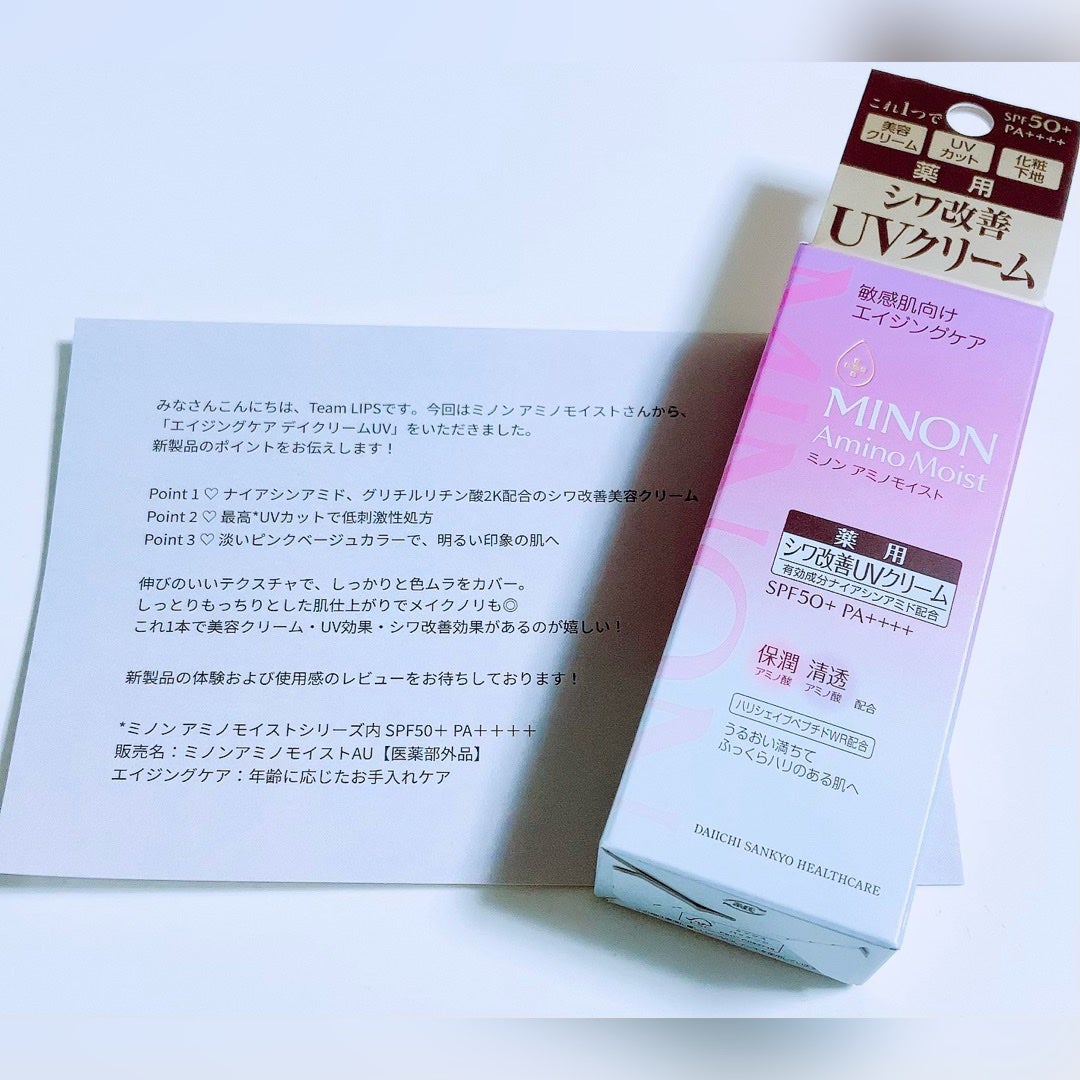 みなさんこんにちは、Team LIPSです。今回はミノン アミノモイストさんから、
「エイジングケア デイクリームUV」をいただきました。
新製品のポイントをお伝えします！
Point 1 ♡ ナイアシンアミド、グリチルリチン酸2K配合のシワ改善美容クリーム
Point 2 ♡ 最高*UVカットで低刺激性処方
Point 3 ♡ 淡いピンクベージュカラーで、明るい印象の肌へ
伸びのいいテクスチャで、しっかりと色ムラをカバー。
しっとりもっちりとした肌仕上がりでメイクノリも◎
これ1本で美容クリーム・UV効果・シワ改善効果があるのが嬉しい！
新製品の体験および使用感のレビューをお待ちしております！
*ミノン アミノモイストシリーズ内 SPF50＋ PA＋＋＋＋
販売名：ミノンアミノモイストAU【医薬部外品】
エイジングケア：年齢に応じたお手入れケア
これ1つで
SPF50+
PA++++
美容
クリーム
UV
カット
化粧
下地
薬用
シワ改善
UVクリーム
敏感肌向け
エイジングケア
MINON
MINON
Amino Moist
ミノン アミノモイスト
薬用
シワ改善UVクリーム
有効成分ナイアシンアミド配合
SPF50+ PA++++
保潤 清透
アミノ酸 アミノ酸 配合
ハリシェイプペプチドWR配合
うるおい満ちて
ふっくらハリのある肌へ
DAIICHI SANKYO HEALTHCARE